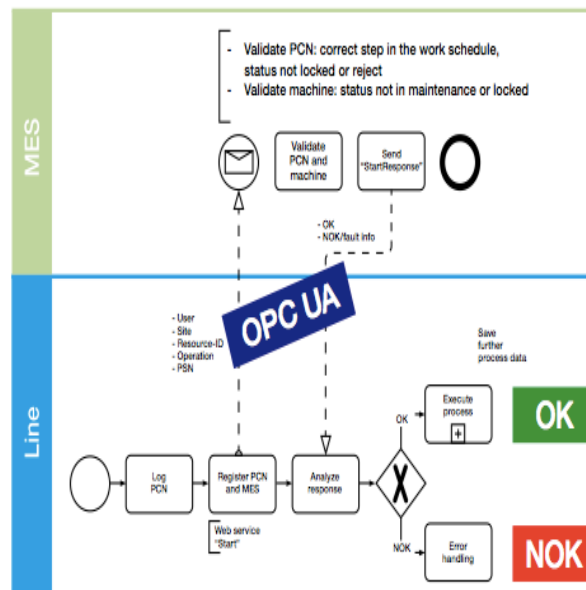 MES
- Validate PCN: correct step in the work schedule,
status not locked or reject
- Validate machine: status not in maintenance or locked
Validate
PCN and
machine
Send
"StartResponse"
- OK
- NOK/fault info
OPC UA
- User
- Site
- Resource-ID
- Operation
- PSN
Line
Log
PCN
Register PCN
and MES
Web service
"Start"
Analyze
response
X
OK
NOK
Save
further
process data
Execute
process
+
OK
Error
handling
NOK